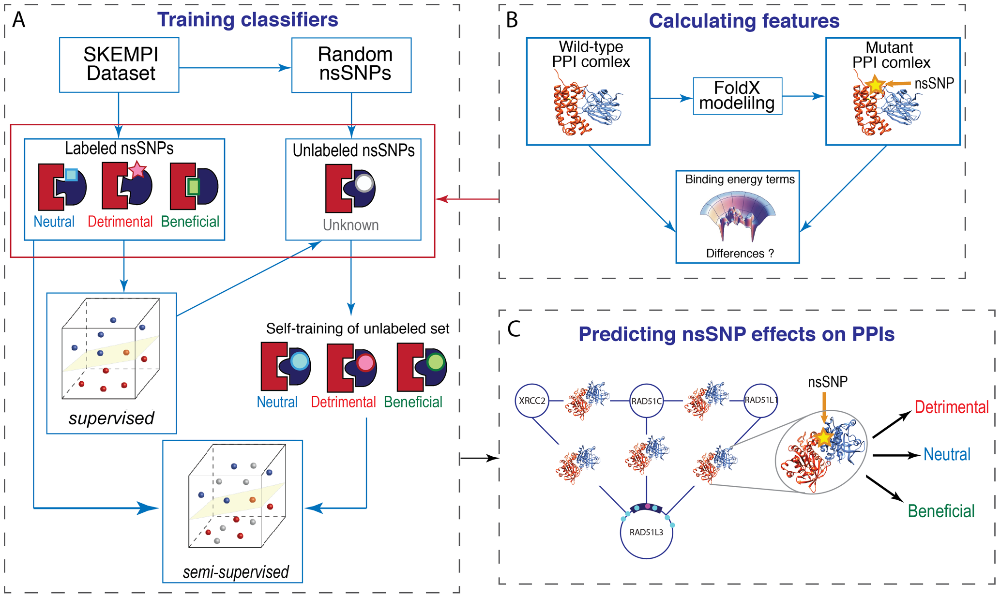 A
Training classifiers
SKEMPI
Dataset
Random
nsSNPs
Labeled nsSNPs
Neutral
Detrimental
Beneficial
Unlabeled nsSNPs
Unknown
supervised
Self-training of unlabeled set
Neutral
Detrimental
Beneficial
semi-supervised
B
Calculating features
Wild-type
PPI comlex
FoldX
modelilng
Mutant
PPI comlex
nsSNP
Binding energy terms
Differences ?
C
Predicting nsSNP effects on PPIs
XRCC2
RAD51C
RAD51L1
nsSNP
Detrimental
Neutral
Beneficial
RAD51L3